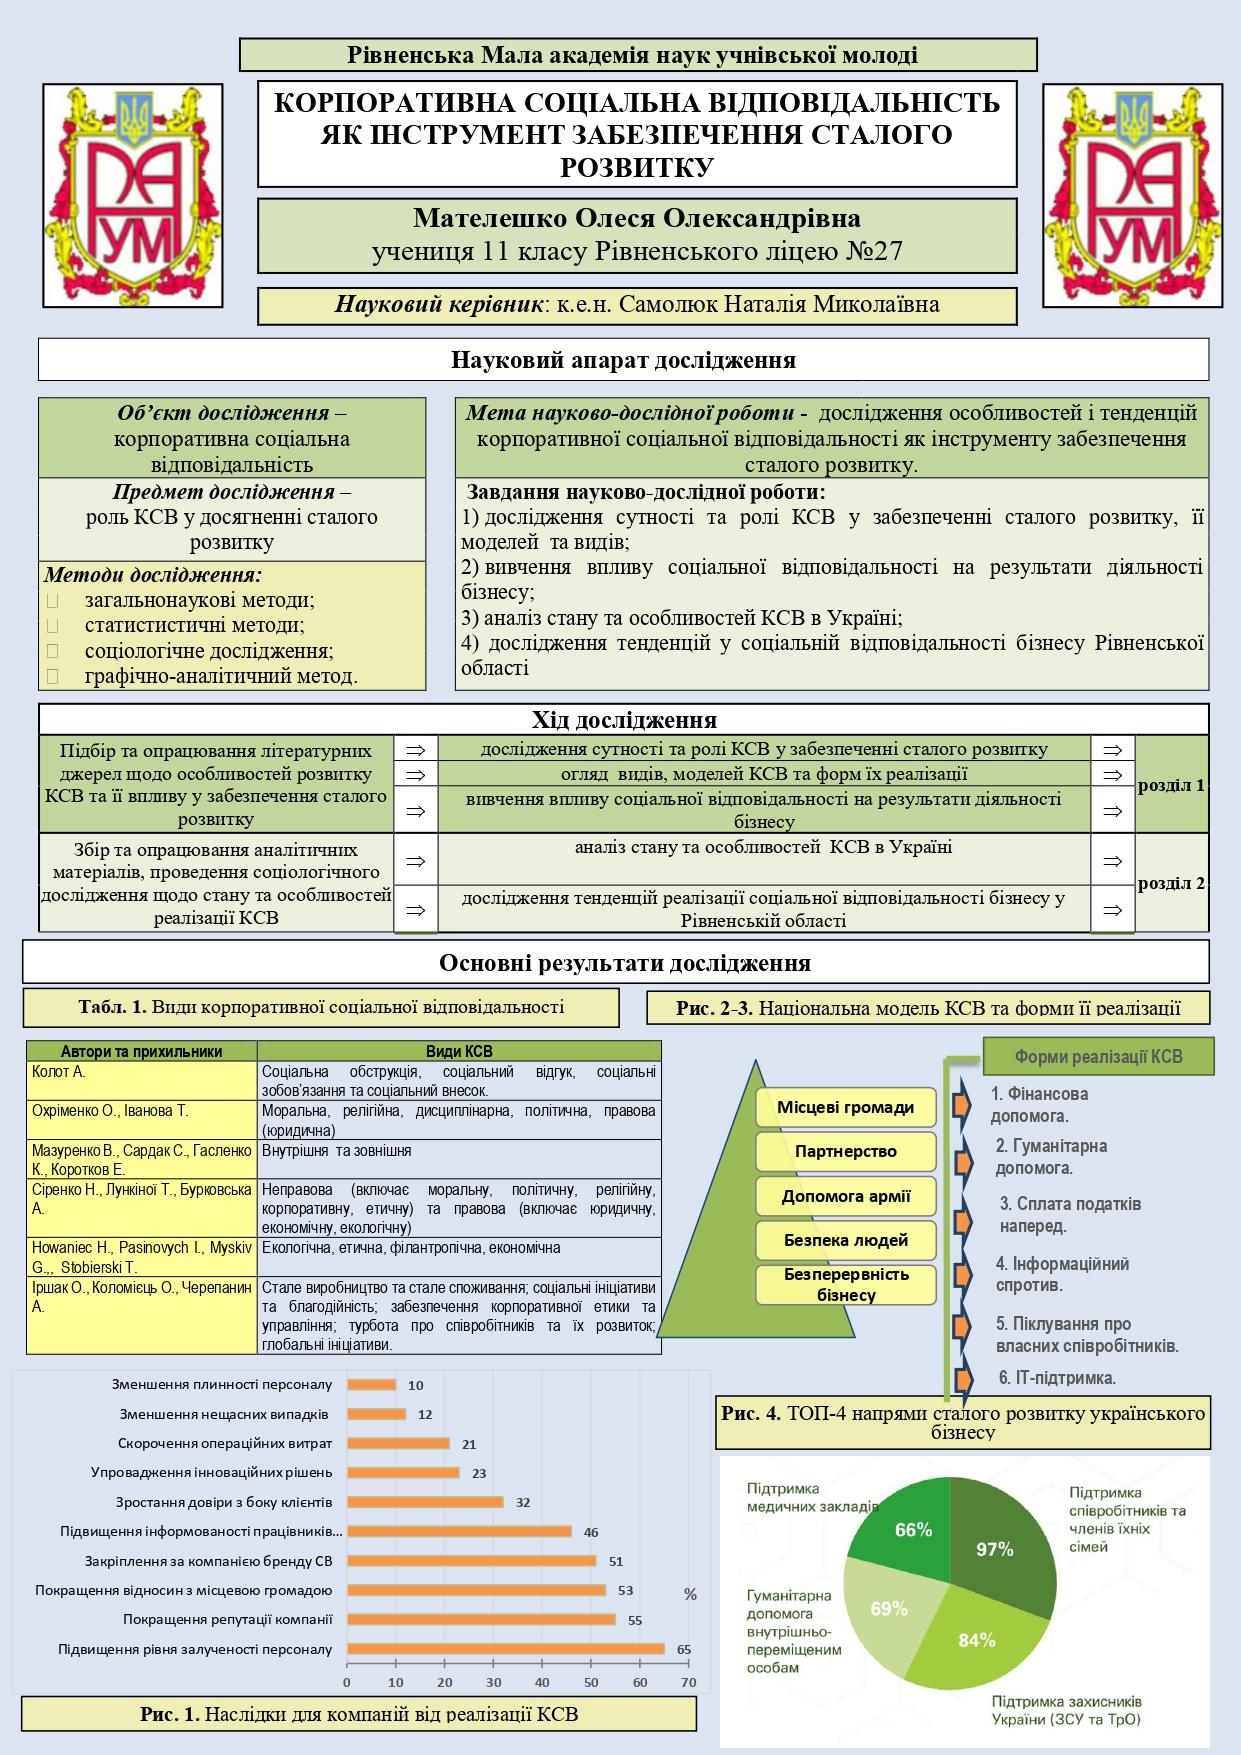 Рівненська Мала академія наук учнівської молоді
КОРПОРАТИВНА СОЦІАЛЬНА ВІДПОВІДАЛЬНІСТЬ
ЯК ІНСТРУМЕНТ ЗАБЕЗПЕЧЕННЯ СТАЛОГО
РОЗВИТКУ
Мателешко Олеся Олександрівна
учениця 11 класу Рівненського ліцею №27
Науковий керівник: к.е.н. Самолюк Наталія Миколаївна
Науковий апарат дослідження
Об’єкт дослідження –
корпоративна соціальна
відповідальність
Предмет дослідження –
роль КСВ у досягненні сталого
розвитку
Методи дослідження:
загальнонаукові методи;
статистистичні методи;
соціологічне дослідження;
графічно-аналітичний метод.
Мета науково-дослідної роботи - дослідження особливостей і тенденцій
корпоративної соціальної відповідальності як інструменту забезпечення
сталого розвитку.
Завдання науково-дослідної роботи:
1) дослідження сутності та ролі КСВ у забезпеченні сталого розвитку, її
моделей та видів;
2) вивчення впливу соціальної відповідальності на результати діяльності
бізнесу;
3) аналіз стану та особливостей КСВ в Україні;
4) дослідження тенденцій у соціальній відповідальності бізнесу Рівненської
області
Хід дослідження
Підбір та опрацювання літературних
джерел щодо особливостей розвитку
КСВ та її впливу у забезпечення сталого
розвитку
⇒ дослідження сутності та ролі КСВ у забезпеченні сталого розвитку ⇒
⇒ огляд видів, моделей КСВ та форм їх реалізації ⇒
⇒ вивчення впливу соціальної відповідальності на результати діяльності
бізнесу ⇒
розділ 1
Збір та опрацювання аналітичних
матеріалів, проведення соціологічного
дослідження щодо стану та особливостей
реалізації КСВ
⇒ аналіз стану та особливостей КСВ в Україні ⇒
⇒ дослідження тенденцій реалізації соціальної відповідальності бізнесу у
Рівненській області ⇒
розділ 2
Основні результати дослідження
Табл. 1. Види корпоративної соціальної відповідальності
Автори та прихильники Види КСВ
Колот А.
Соціальна обструкція, соціальний відгук, соціальні
зобов’язання та соціальний внесок.
Охріменко О., Іванова Т.
Моральна, релігійна, дисциплінарна, політична, правова
(юридична)
Мазуренко В., Сардак С., Гасленко
К., Коротков Е.
Внутрішня та зовнішня
Сіренко Н., Лункіної Т., Бурковська
А.
Неправова (включає моральну, політичну, релігійну,
корпоративну, етичну) та правова (включає юридичну,
економічну, екологічну)
Howaniec H., Pasinovych I., Myskiv
G.,, Stobierski T.
Екологічна, етична, філантропічна, економічна
Іршак О., Коломієць О., Черепанин
А.
Стале виробництво та стале споживання; соціальні ініціативи
та благодійність; забезпечення корпоративної етики та
управління; турбота про співробітників та їх розвиток;
глобальні ініціативи.
Рис. 2-3. Національна модель КСВ та форми її реалізації
Місцеві громади
Партнерство
Допомога армії
Безпека людей
Безперервність
бізнесу
Форми реалізації КСВ
1. Фінансова
допомога.
2. Гуманітарна
допомога.
3. Сплата податків
наперед.
4. Інформаційний
спротив.
5. Піклування про
власних співробітників.
6. IT-підтримка.
Зменшення плинності персоналу 10
Зменшення нещасних випадків 12
Скорочення операційних витрат 21
Упровадження інноваційних рішень 23
Зростання довіри з боку клієнтів 32
Підвищення інформованості працівників… 46
Закріплення за компанією бренду СВ 51
Покращення відносин з місцевою громадою 53
Покращення репутації компанії 55
Підвищення рівня залученості персоналу 65
%
0 10 20 30 40 50 60 70
Рис. 1. Наслідки для компаній від реалізації КСВ
Рис. 4. ТОП-4 напрями сталого розвитку українського
бізнесу
Підтримка
медичних закладів
66%
Підтримка
співробітників та
членів їхніх
сімей
97%
Гуманітарна
допомога
внутрішньо-
переміщеним
особам
69%
84%
Підтримка захисників
України (ЗСУ та ТрО)